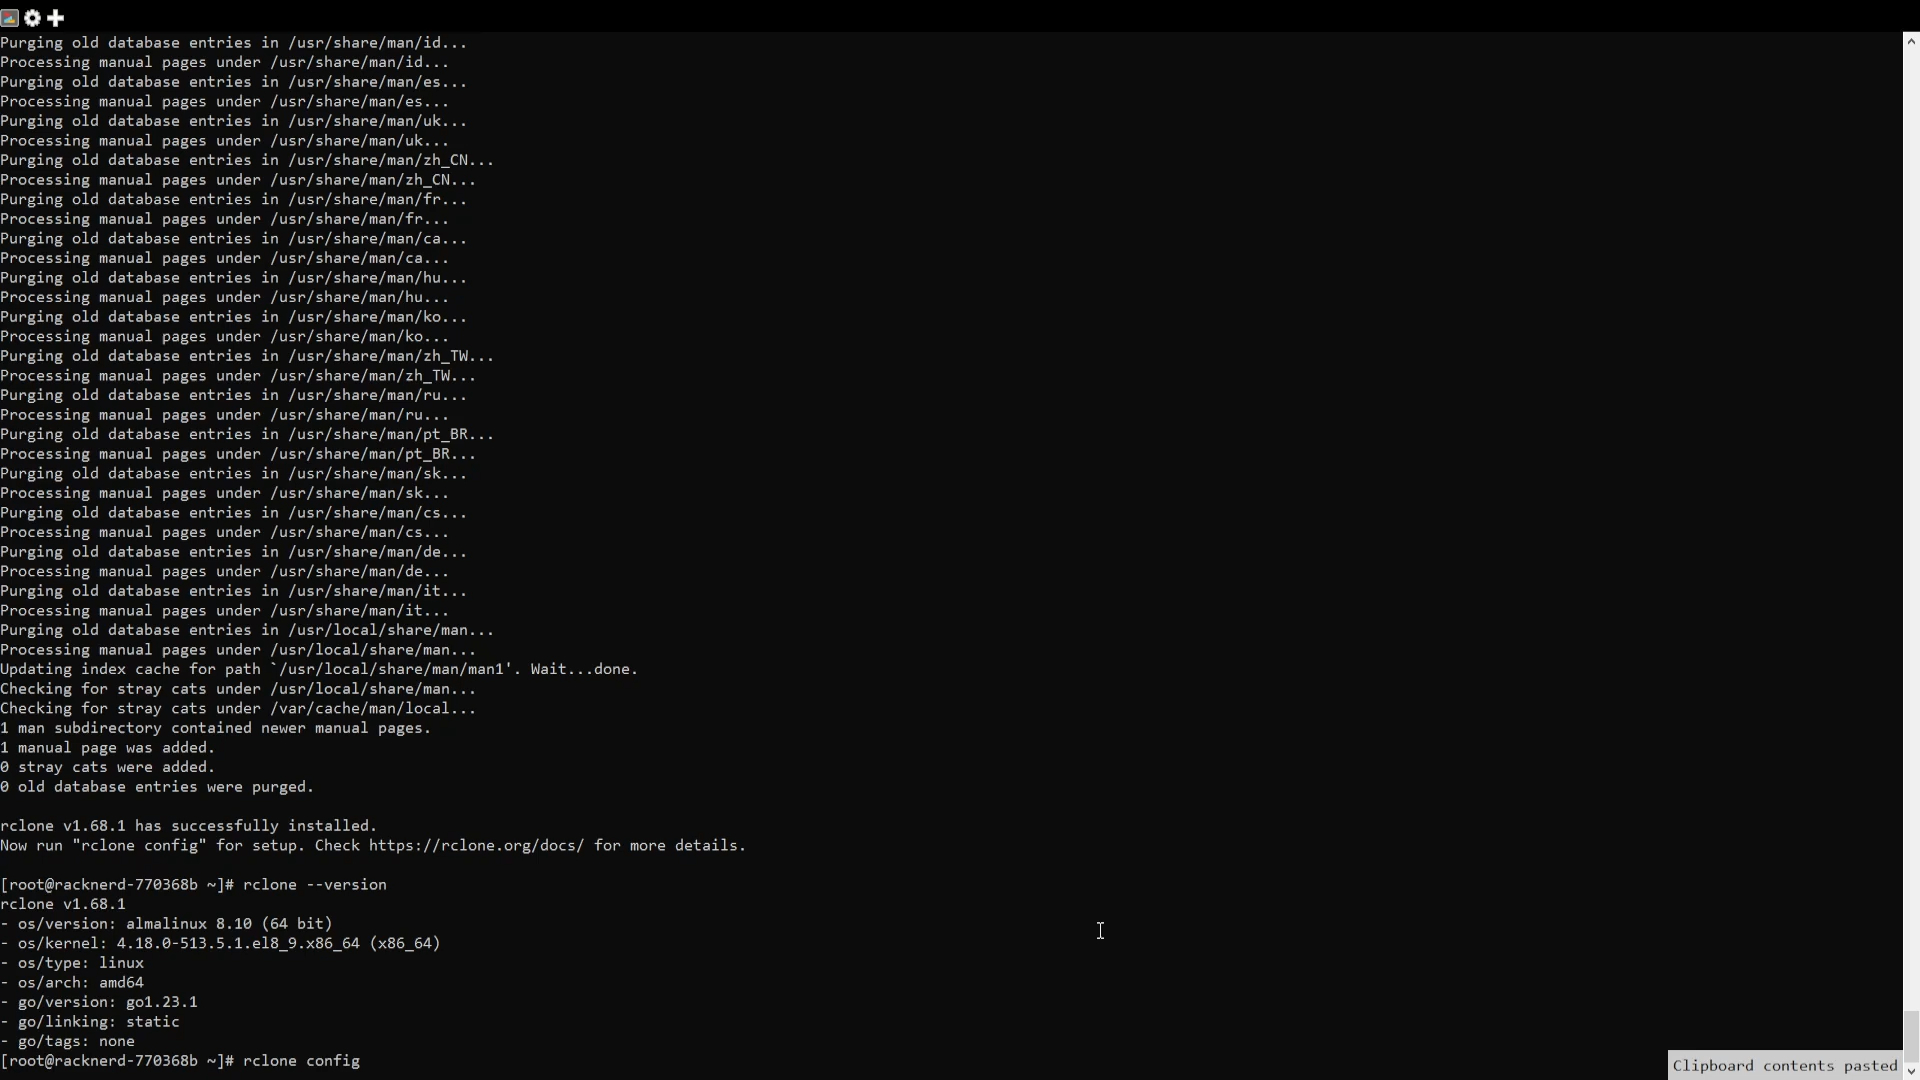 Purging old database entries in /usr/share/man/id...
Processing manual pages under /usr/share/man/id...
Purging old database entries in /usr/share/man/es...
Processing manual pages under /usr/share/man/es...
Purging old database entries in /usr/share/man/uk...
Processing manual pages under /usr/share/man/uk...
Purging old database entries in /usr/share/man/zh_CN...
Processing manual pages under /usr/share/man/zh_CN...
Purging old database entries in /usr/share/man/fr...
Processing manual pages under /usr/share/man/fr...
Purging old database entries in /usr/share/man/ca...
Processing manual pages under /usr/share/man/ca...
Purging old database entries in /usr/share/man/hu...
Processing manual pages under /usr/share/man/hu...
Purging old database entries in /usr/share/man/ko...
Processing manual pages under /usr/share/man/ko...
Purging old database entries in /usr/share/man/zh_TW...
Processing manual pages under /usr/share/man/zh_TW...
Purging old database entries in /usr/share/man/ru...
Processing manual pages under /usr/share/man/ru...
Purging old database entries in /usr/share/man/pt_BR...
Processing manual pages under /usr/share/man/pt_BR...
Purging old database entries in /usr/share/man/sk...
Processing manual pages under /usr/share/man/sk...
Purging old database entries in /usr/share/man/cs...
Processing manual pages under /usr/share/man/cs...
Purging old database entries in /usr/share/man/de...
Processing manual pages under /usr/share/man/de...
Purging old database entries in /usr/share/man/it...
Processing manual pages under /usr/share/man/it...
Purging old database entries in /usr/local/share/man...
Processing manual pages under /usr/local/share/man...
Updating index cache for path `/usr/local/share/man/man1'. Wait...done.
Checking for stray cats under /usr/local/share/man...
Checking for stray cats under /var/cache/man/local...
1 man subdirectory contained newer manual pages.
1 manual page was added.
0 stray cats were added.
0 old database entries were purged.
rclone v1.68.1 has successfully installed.
Now run "rclone config" for setup. Check https://rclone.org/docs/ for more details.
[root@racknerd-770368b ~]# rclone --version
rclone v1.68.1
- os/version: almalinux 8.10 (64 bit)
- os/kernel: 4.18.0-513.5.1.el8_9.x86_64 (x86_64)
- os/type: linux
- os/arch: amd64
- go/version: go1.23.1
- go/linking: static
- go/tags: none
[root@racknerd-770368b ~]# rclone config
Clipboard contents pasted